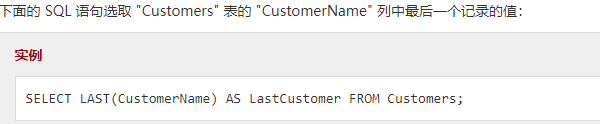 下面的 SQL 语句选取 "Customers" 表的 "CustomerName" 列中最后一个记录的值：
实例
SELECT LAST(CustomerName) AS LastCustomer FROM Customers;